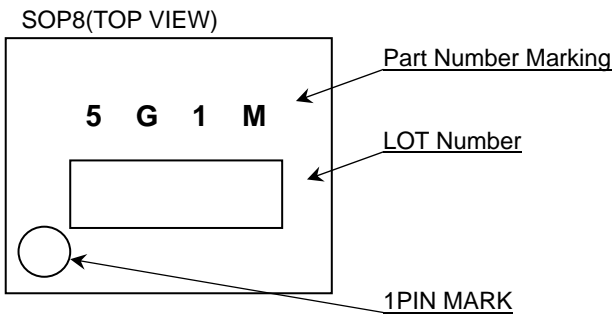 SOP8(TOP VIEW)
Part Number Marking
5 G 1 M
LOT Number
1PIN MARK